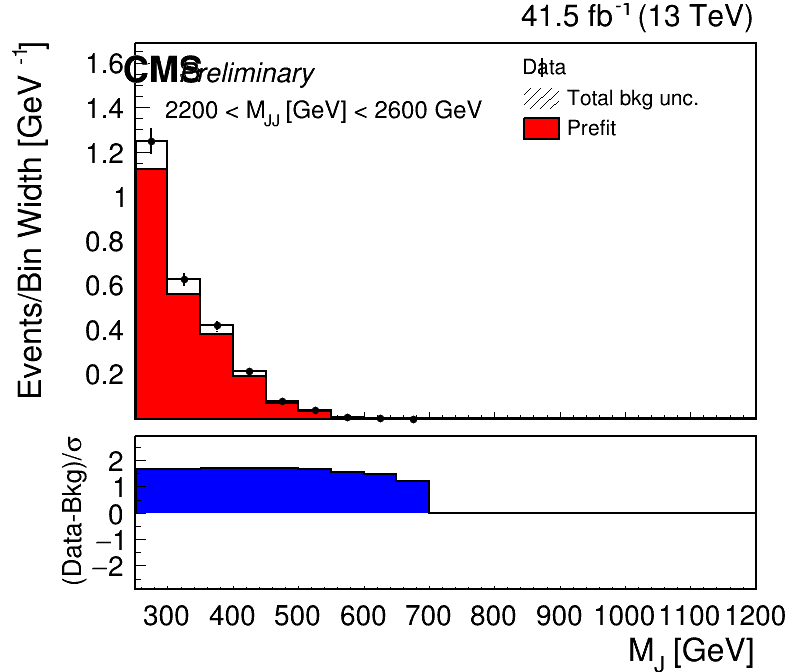 41.5 fb⁻¹ (13 TeV)
CMS Preliminary
2200 < M_JJ [GeV] < 2600 GeV
Data
Total bkg unc.
Prefit
Events/Bin Width [GeV⁻¹]
1.6
1.4
1.2
1
0.8
0.6
0.4
0.2
(Data-Bkg)/σ
2
1
0
−1
−2
300 400 500 600 700 800 900 1000 1100 1200
M_J [GeV]